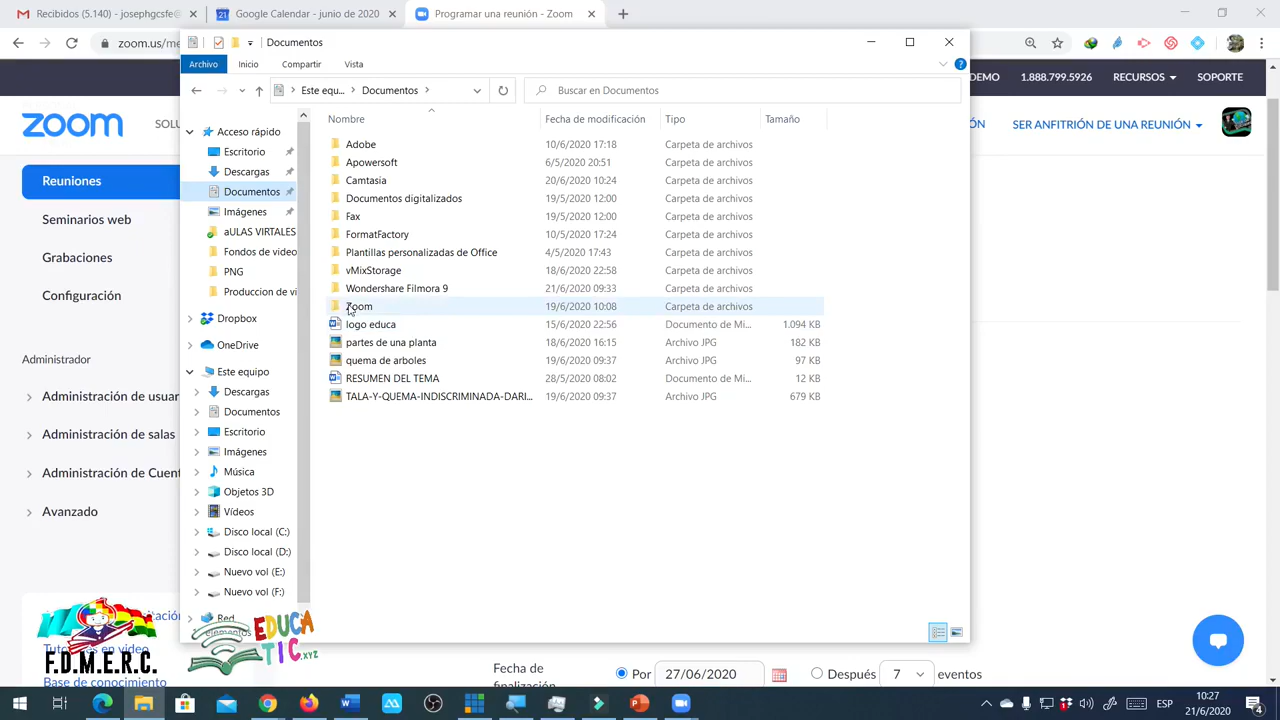 Recibidos (5.140) - josephgcsfe@
Google Calendar - junio de 2020
Programar una reunión - Zoom
zoom.us/me
Documentos
Archivo
Inicio
Compartir
Vista
Este equ...
Documentos
Buscar en Documentos
DEMO
1.888.799.5926
RECURSOS
SOPORTE
zoom
SOLU
ÓN
SER ANFITRIÓN DE UNA REUNIÓN
Reuniones
Seminarios web
Grabaciones
Configuración
Administrador
Administración de usuar
Administración de salas
Administración de Cuent
Avanzado
Acceso rápido
Escritorio
Descargas
Documentos
Imágenes
aULAS VIRTALES
Fondos de video
PNG
Produccion de vi
Dropbox
OneDrive
Este equipo
Descargas
Documentos
Escritorio
Imágenes
Música
Objetos 3D
Vídeos
Disco local (C:)
Disco local (D:)
Nuevo vol (E:)
Nuevo vol (F:)
Red
Nombre Fecha de modificación Tipo Tamaño
Adobe 10/6/2020 17:18 Carpeta de archivos
Apowersoft 6/5/2020 20:51 Carpeta de archivos
Camtasia 20/6/2020 10:24 Carpeta de archivos
Documentos digitalizados 19/5/2020 12:00 Carpeta de archivos
Fax 19/5/2020 12:00 Carpeta de archivos
FormatFactory 10/5/2020 17:24 Carpeta de archivos
Plantillas personalizadas de Office 4/5/2020 17:43 Carpeta de archivos
vMixStorage 18/6/2020 22:58 Carpeta de archivos
Wondershare Filmora 9 21/6/2020 09:33 Carpeta de archivos
Zoom 19/6/2020 10:08 Carpeta de archivos
logo educa 15/6/2020 22:56 Documento de Mi... 1.094 KB
partes de una planta 18/6/2020 16:15 Archivo JPG 182 KB
quema de arboles 19/6/2020 09:37 Archivo JPG 97 KB
RESUMEN DEL TEMA 28/5/2020 08:02 Documento de Mi... 12 KB
TALA-Y-QUEMA-INDISCRIMINADA-DARI... 19/6/2020 09:37 Archivo JPG 679 KB
F.D.M.E.R.C.
Base de conocimiento
EDUCA
TIC.xyz
Fecha de
finalización
Por
27/06/2020
Después
7
eventos
ESP
10:27
21/6/2020
4